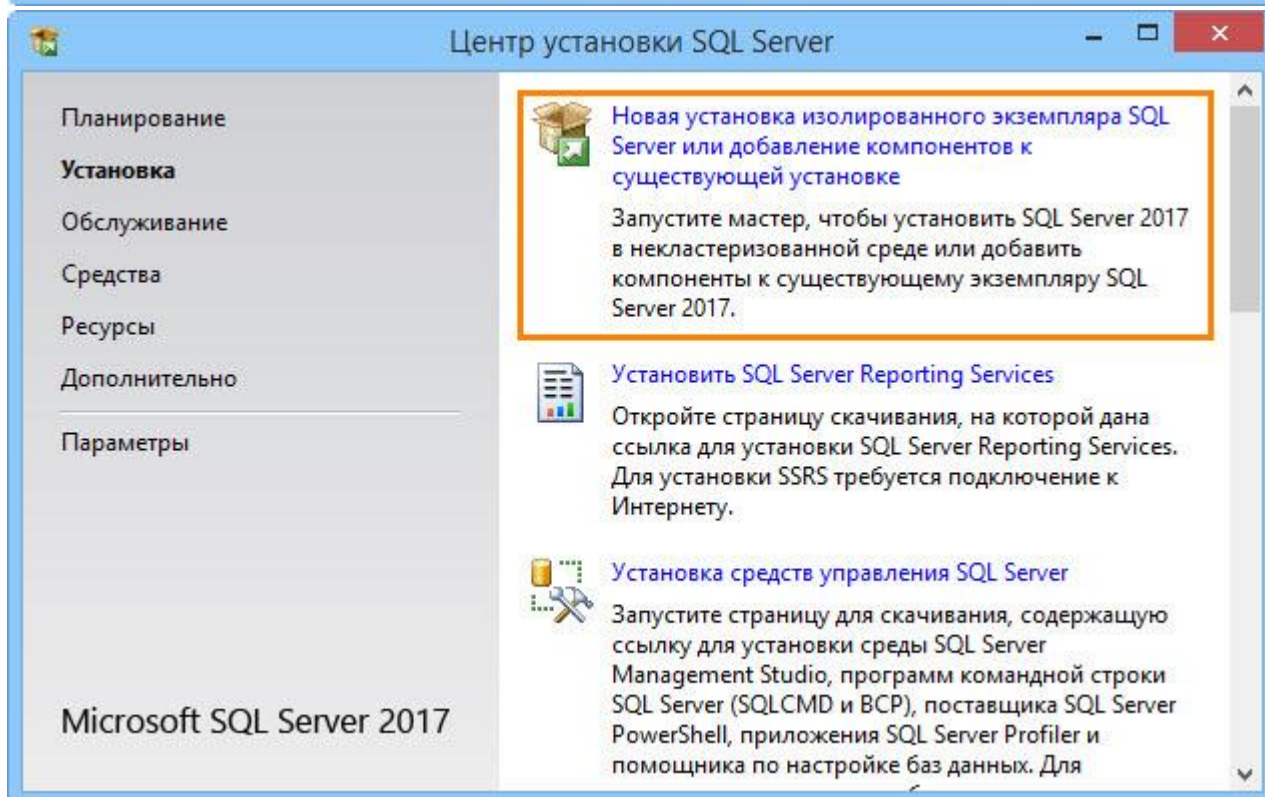 Центр установки SQL Server
Планирование
Установка
Обслуживание
Средства
Ресурсы
Дополнительно
Параметры
Microsoft SQL Server 2017
Новая установка изолированного экземпляра SQL
Server или добавление компонентов к
существующей установке
Запустите мастер, чтобы установить SQL Server 2017
в некластеризованной среде или добавить
компоненты к существующему экземпляру SQL
Server 2017.
Установить SQL Server Reporting Services
Откройте страницу скачивания, на которой дана
ссылка для установки SQL Server Reporting Services.
Для установки SSRS требуется подключение к
Интернету.
Установка средств управления SQL Server
Запустите страницу для скачивания, содержащую
ссылку для установки среды SQL Server
Management Studio, программ командной строки
SQL Server (SQLCMD и BCP), поставщика SQL Server
PowerShell, приложения SQL Server Profiler и
помощника по настройке баз данных. Для